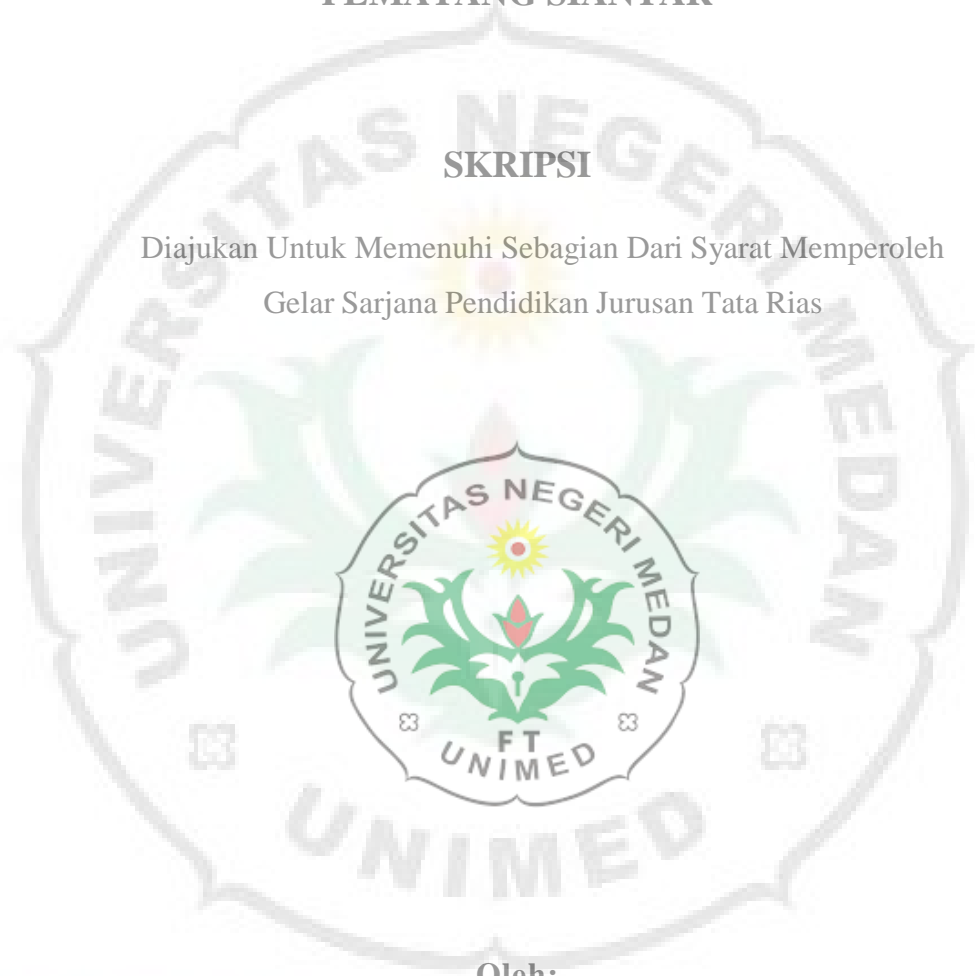 PEMATANG SIANTAR
SKRIPSI
Diajukan Untuk Memenuhi Sebagian Dari Syarat Memperoleh
Gelar Sarjana Pendidikan Jurusan Tata Rias
UNIVERSITAS NEGERI MEDAN
FT
UNIMED
UNIVERSITAS NEGERI MEDAN
UNIMED
Oleh: